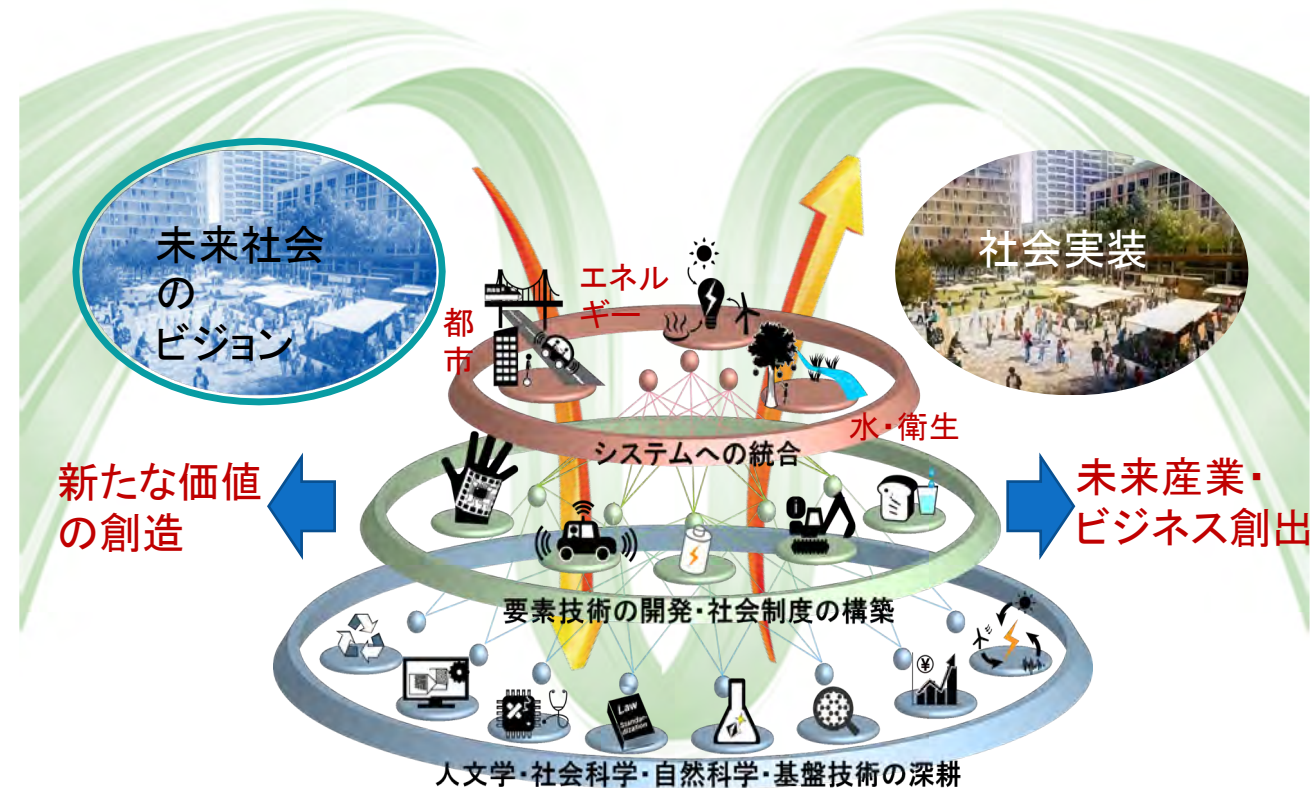 未来社会
の
ビジョン
社会実装
エネル
ギー
都
市
水・衛生
システムへの統合
新たな価値
の創造
未来産業・
ビジネス創出
要素技術の開発・社会制度の構築
¥
Law
Standar-
dization
人文学・社会科学・自然科学・基盤技術の深耕